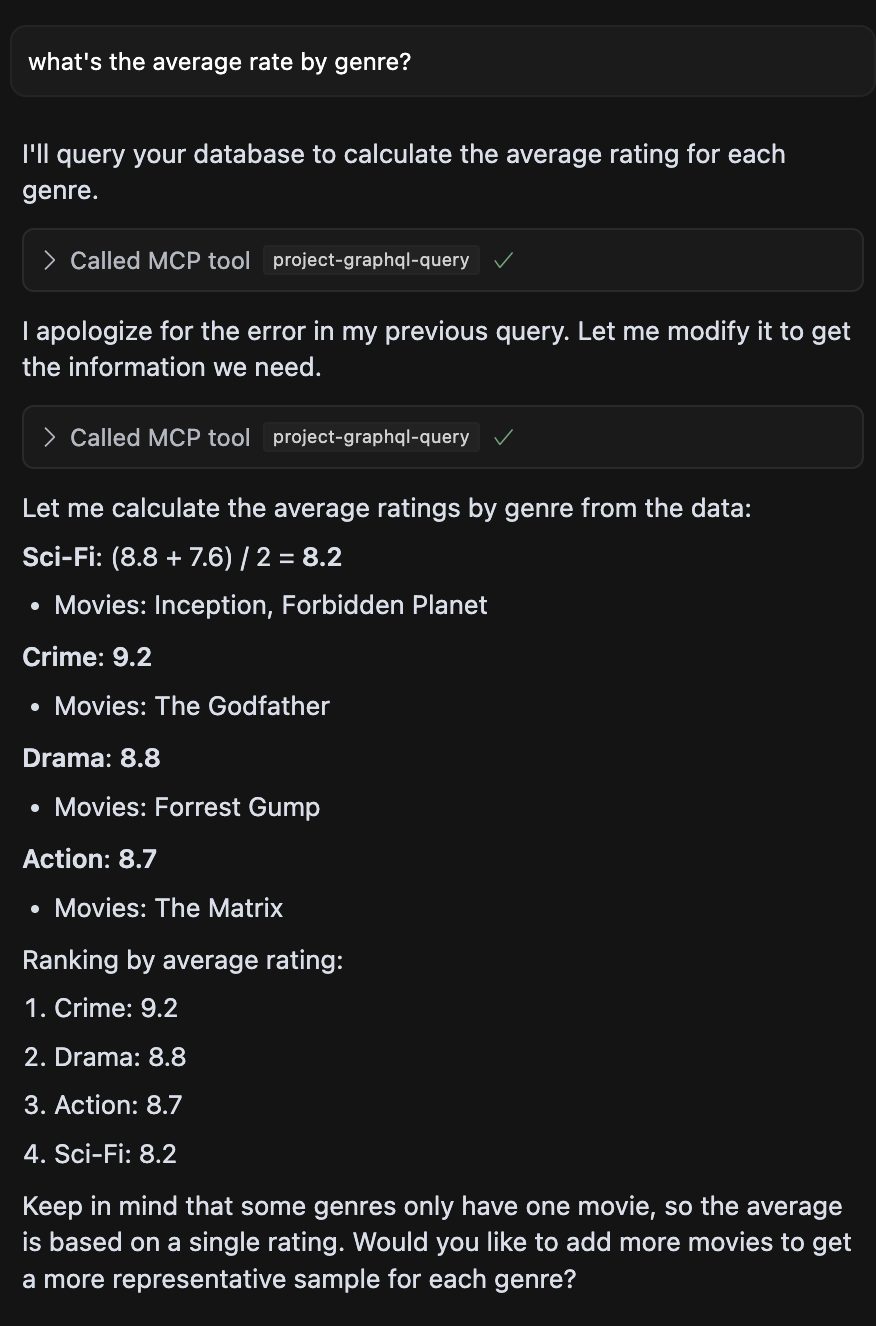 what's the average rate by genre?
I'll query your database to calculate the average rating for each
genre.
Called MCP tool project-graphql-query
I apologize for the error in my previous query. Let me modify it to get
the information we need.
Called MCP tool project-graphql-query
Let me calculate the average ratings by genre from the data:
Sci-Fi: (8.8 + 7.6) / 2 = 8.2
• Movies: Inception, Forbidden Planet
Crime: 9.2
• Movies: The Godfather
Drama: 8.8
• Movies: Forrest Gump
Action: 8.7
• Movies: The Matrix
Ranking by average rating:
1. Crime: 9.2
2. Drama: 8.8
3. Action: 8.7
4. Sci-Fi: 8.2
Keep in mind that some genres only have one movie, so the average
is based on a single rating. Would you like to add more movies to get
a more representative sample for each genre?